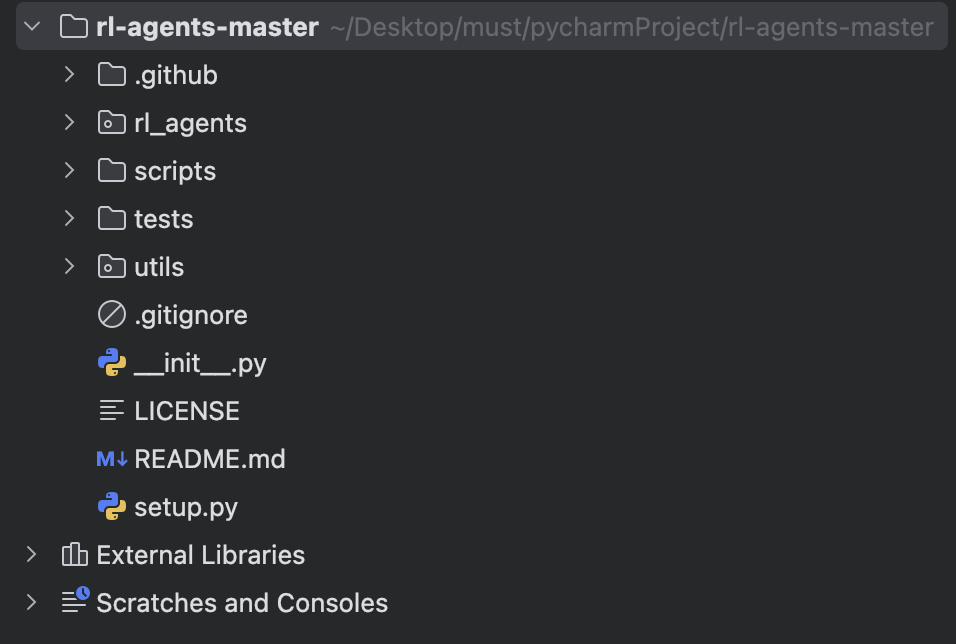 rl-agents-master ~/Desktop/must/pycharmProject/rl-agents-master
.github
rl_agents
scripts
tests
utils
.gitignore
__init__.py
LICENSE
M↓ README.md
setup.py
External Libraries
Scratches and Consoles